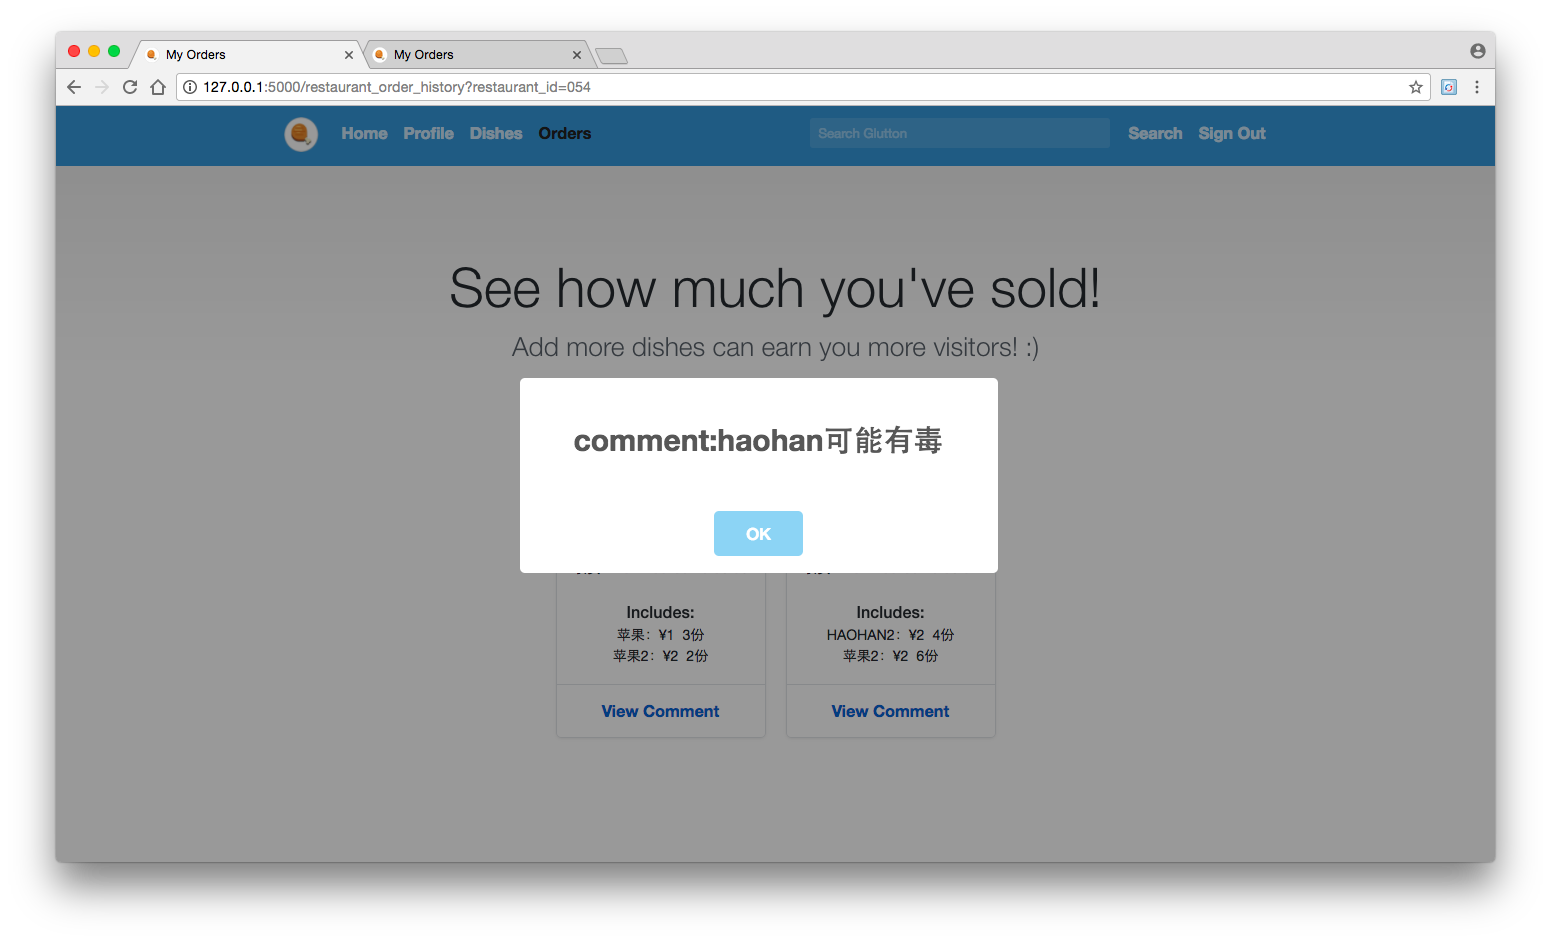 My Orders
My Orders
127.0.0.1:5000/restaurant_order_history?restaurant_id=054
Home Profile Dishes Orders Search Glutton Search Sign Out
See how much you've sold!
Add more dishes can earn you more visitors! :)
comment:haohan可能有毒
OK
Includes:
苹果：¥1 3份
苹果2：¥2 2份
View Comment
Includes:
HAOHAN2：¥2 4份
苹果2：¥2 6份
View Comment